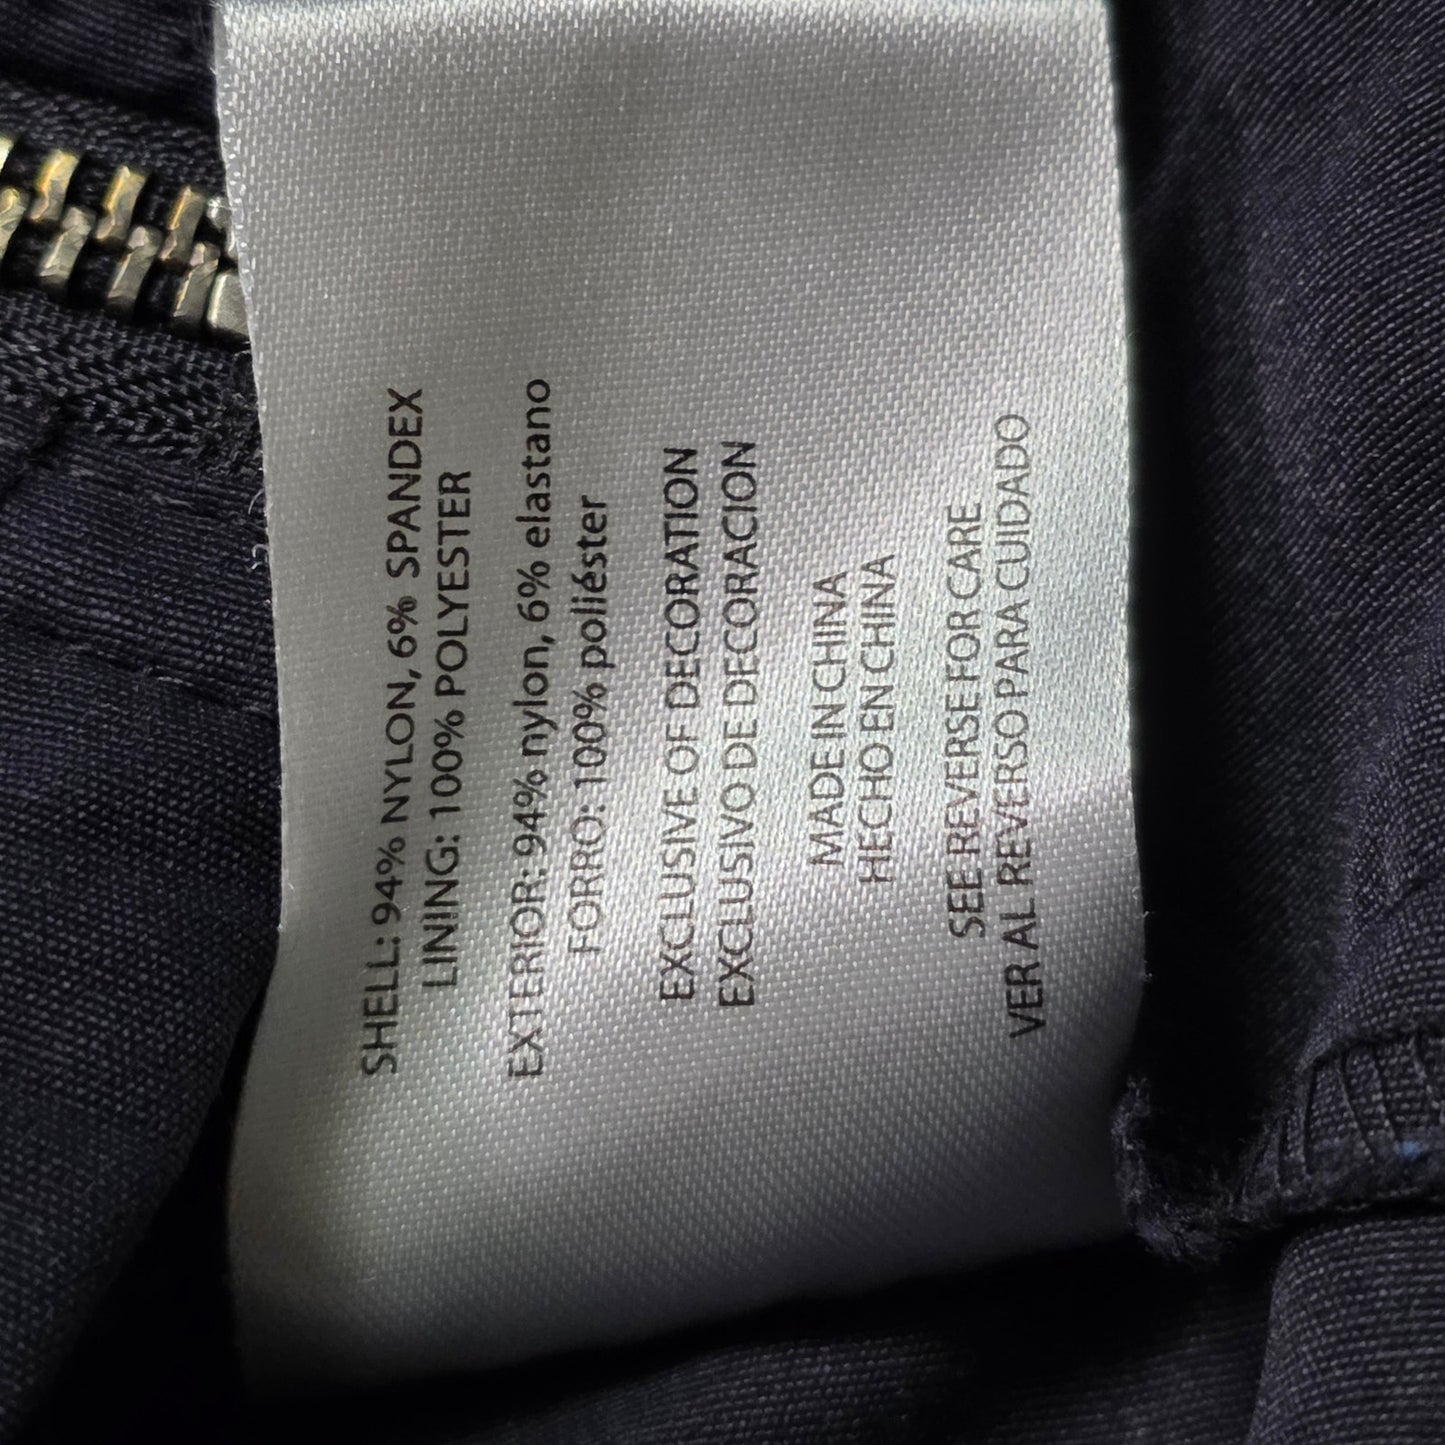 SHELL: 94% NYLON, 6% SPANDEX
LINING: 100% POLYESTER
EXTERIOR: 94% nylon, 6% elastano
FORRO: 100% poliéster
EXCLUSIVE OF DECORATION
EXCLUSIVO DE DECORACION
MADE IN CHINA
HECHO EN CHINA
SEE REVERSE FOR CARE
VER AL REVERSO PARA CUIDADO